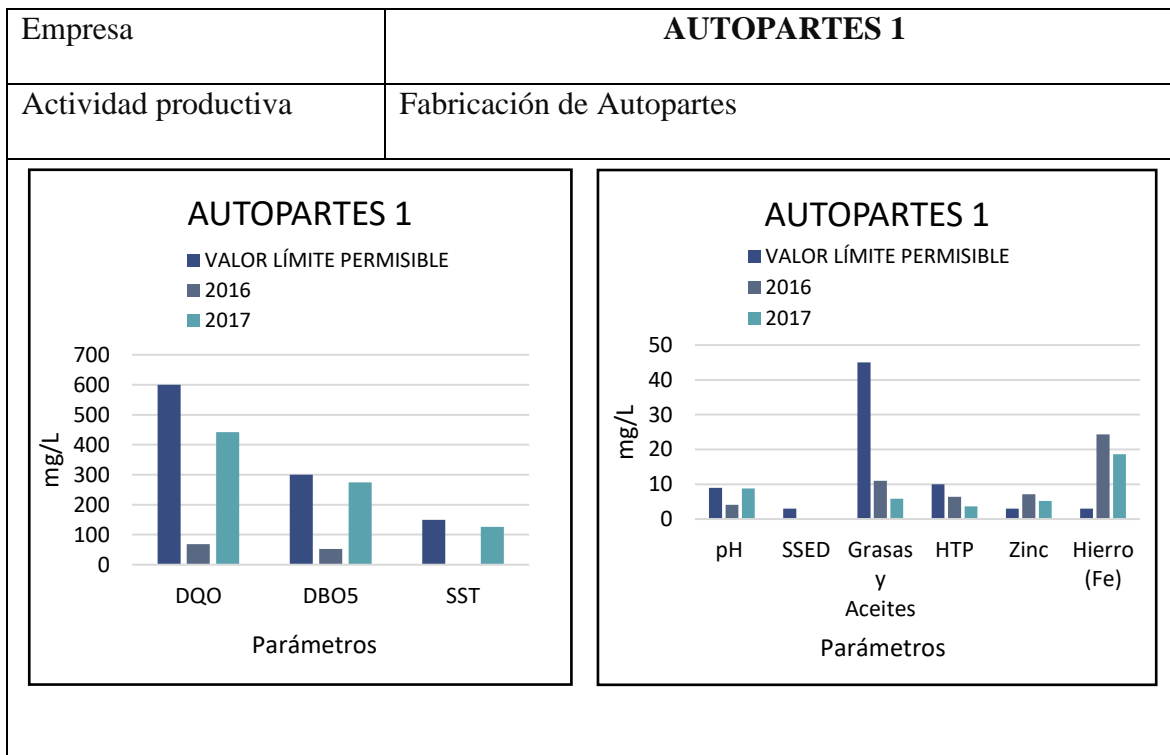 Empresa
AUTOPARTES 1
Actividad productiva
Fabricación de Autopartes
AUTOPARTES 1
VALOR LÍMITE PERMISIBLE
2016
2017
700
600
500
400
300
200
100
0
mg/L
DQO DBO5 SST
Parámetros
AUTOPARTES 1
VALOR LÍMITE PERMISIBLE
2016
2017
50
40
30
20
10
0
mg/L
pH SSED Grasas HTP Zinc Hierro
y (Fe)
Aceites
Parámetros